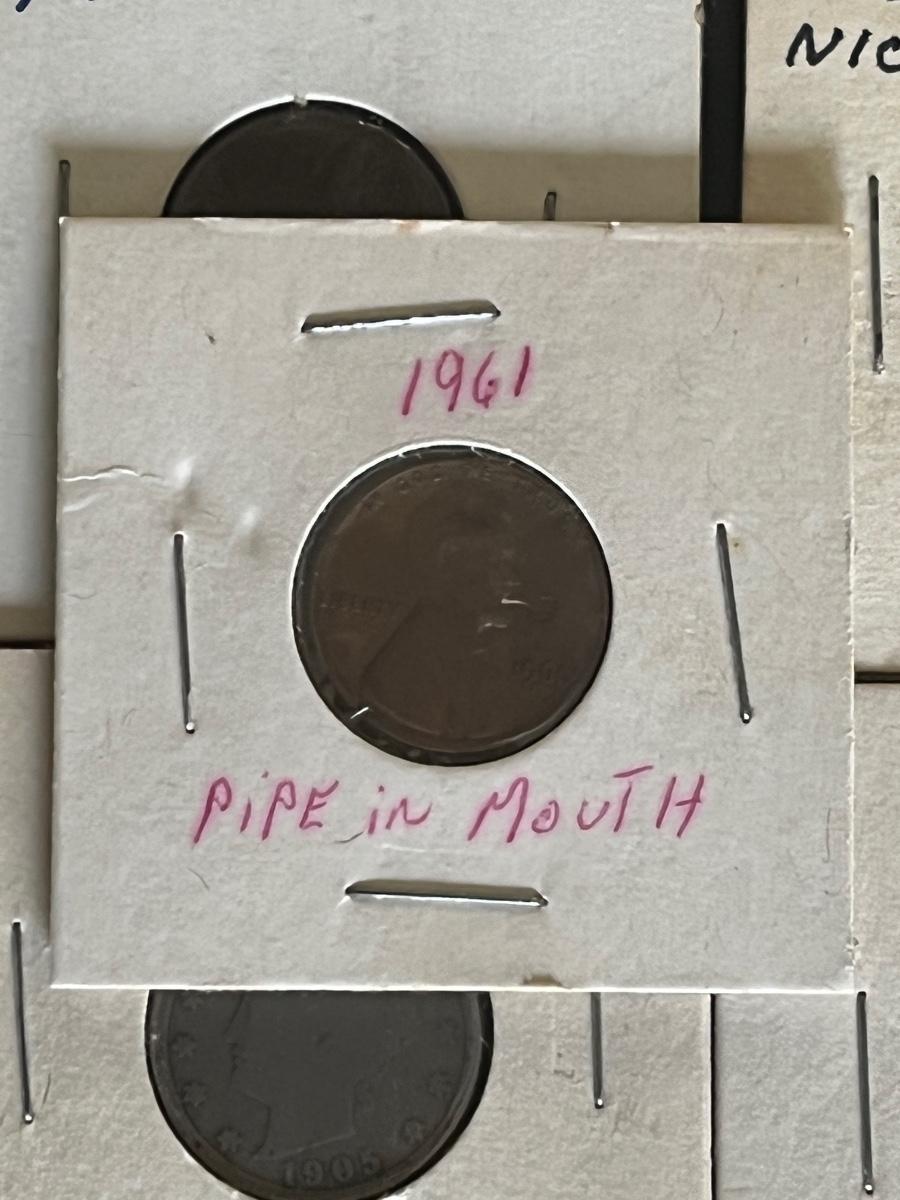 NIC
1961
PiPE iN MOUTH
LIBERTY
1905